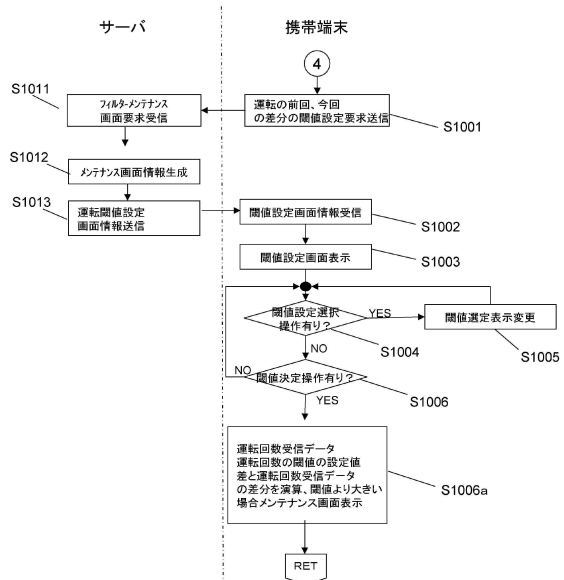 サーバ
携帯端末
4
運転の前回、今回
の差分の閾値設定要求送信
S1001
S1011
フィルターメンテナンス
画面要求受信
S1012
メンテナンス画面情報生成
S1013
運転閾値設定
画面情報送信
閾値設定画面情報受信
S1002
閾値設定画面表示
S1003
閾値設定選択
操作有り?
YES
S1004
閾値選定表示変更
S1005
NO
閾値決定操作有り?
NO
S1006
YES
運転回数受信データ
運転回数の閾値の設定値
差と運転回数受信データ
の差分を演算、閾値より大きい
場合メンテナンス画面表示
S1006a
RET